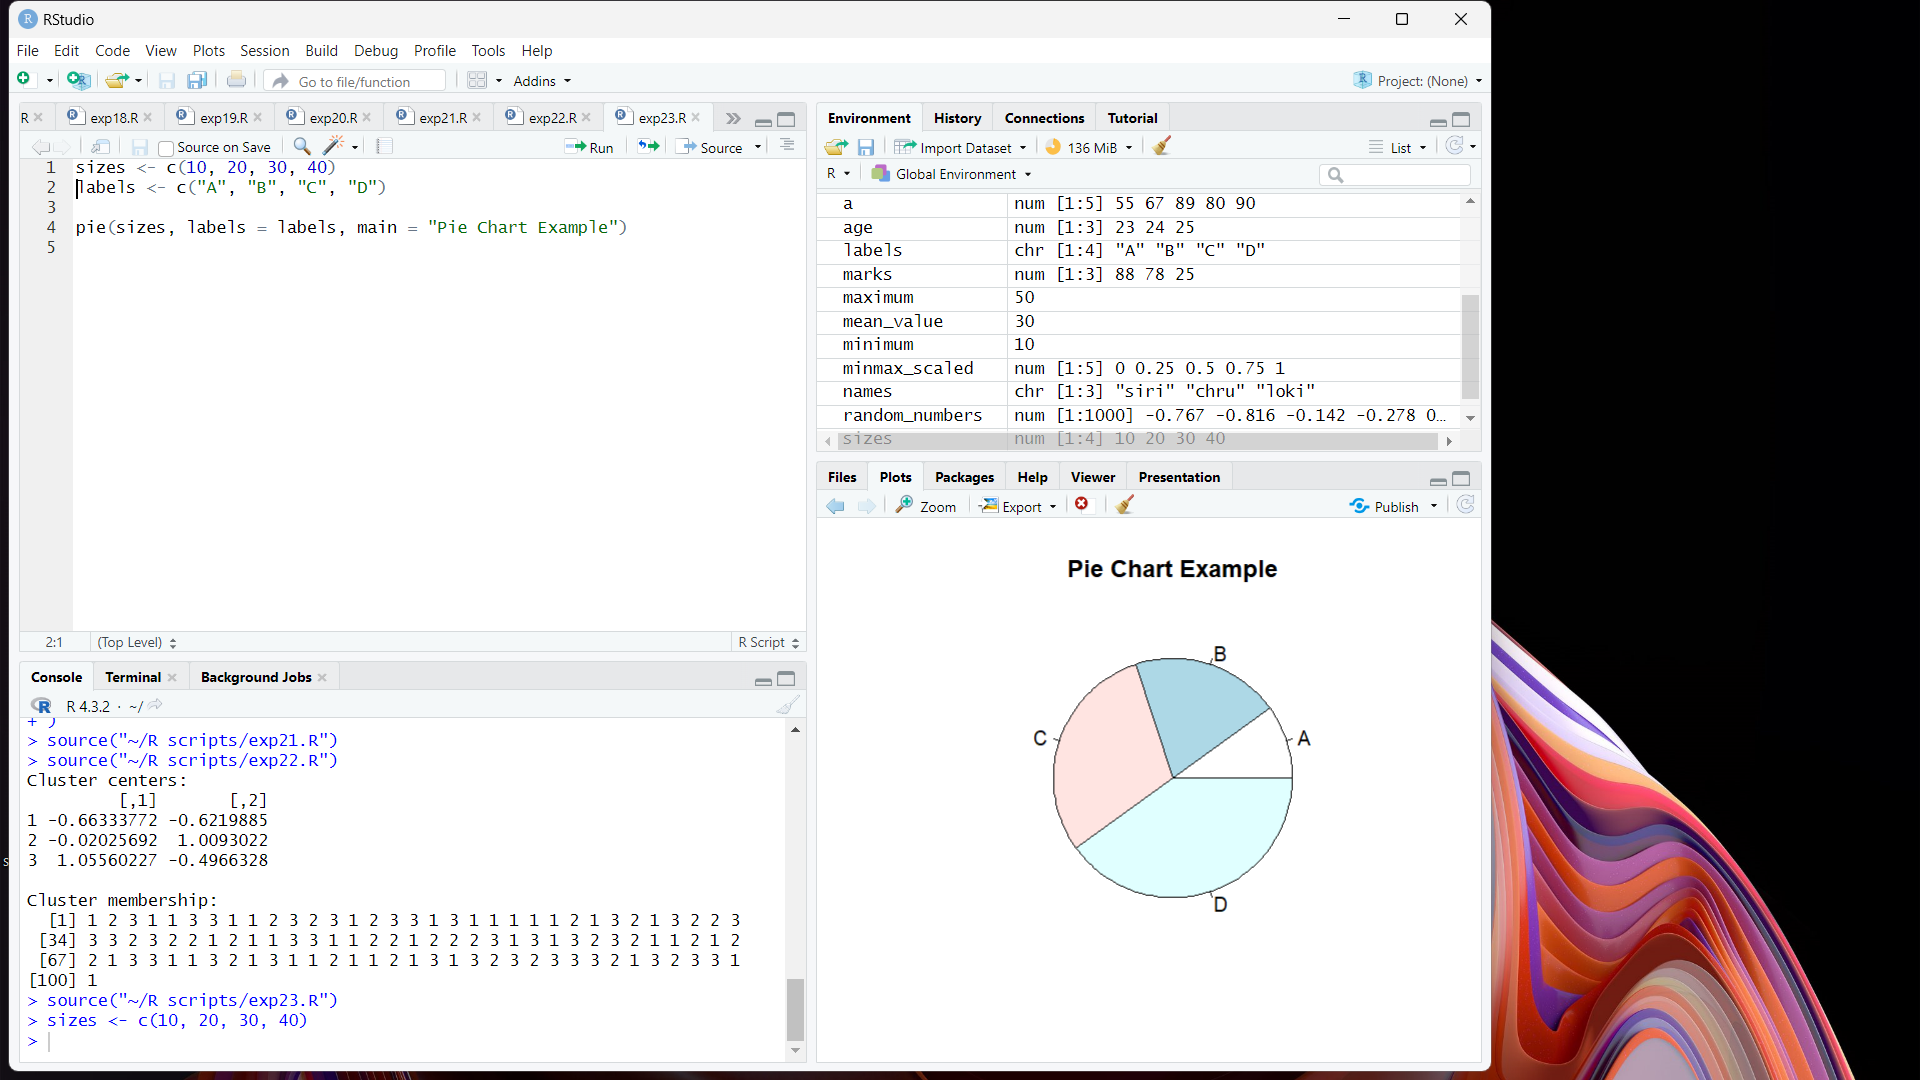 RStudio
File Edit Code View Plots Session Build Debug Profile Tools Help
Go to file/function Addins Project: (None)
R exp18.R exp19.R exp20.R exp21.R exp22.R exp23.R
Source on Save Run Source
1 sizes <- c(10, 20, 30, 40)
2 labels <- c("A", "B", "C", "D")
3
4 pie(sizes, labels = labels, main = "Pie Chart Example")
5
2:1 (Top Level) R Script
Console Terminal Background Jobs
R 4.3.2 · ~/
+ )
> source("~/R scripts/exp21.R")
> source("~/R scripts/exp22.R")
Cluster centers:
[,1] [,2]
1 -0.66333772 -0.6219885
2 -0.02025692 1.0093022
3 1.05560227 -0.4966328
Cluster membership:
[1] 1 2 3 1 1 3 3 1 1 2 3 2 3 1 2 3 3 1 3 1 1 1 1 1 2 1 3 2 1 3 2 2 3
[34] 3 3 2 3 2 2 1 2 1 1 3 3 1 1 2 2 1 2 2 2 3 1 3 1 3 2 3 2 1 1 2 1 2
[67] 2 1 3 3 1 1 3 2 1 3 1 1 2 1 1 2 1 3 1 3 2 3 2 3 3 3 2 1 3 2 3 3 1
[100] 1
> source("~/R scripts/exp23.R")
> sizes <- c(10, 20, 30, 40)
>
Environment History Connections Tutorial
Import Dataset 136 MiB List
R Global Environment
a num [1:5] 55 67 89 80 90
age num [1:3] 23 24 25
labels chr [1:4] "A" "B" "C" "D"
marks num [1:3] 88 78 25
maximum 50
mean_value 30
minimum 10
minmax_scaled num [1:5] 0 0.25 0.5 0.75 1
names chr [1:3] "siri" "chru" "loki"
random_numbers num [1:1000] -0.767 -0.816 -0.142 -0.278 0…
sizes num [1:4] 10 20 30 40
Files Plots Packages Help Viewer Presentation
Zoom Export Publish
Pie Chart Example
B
A
C
D
s